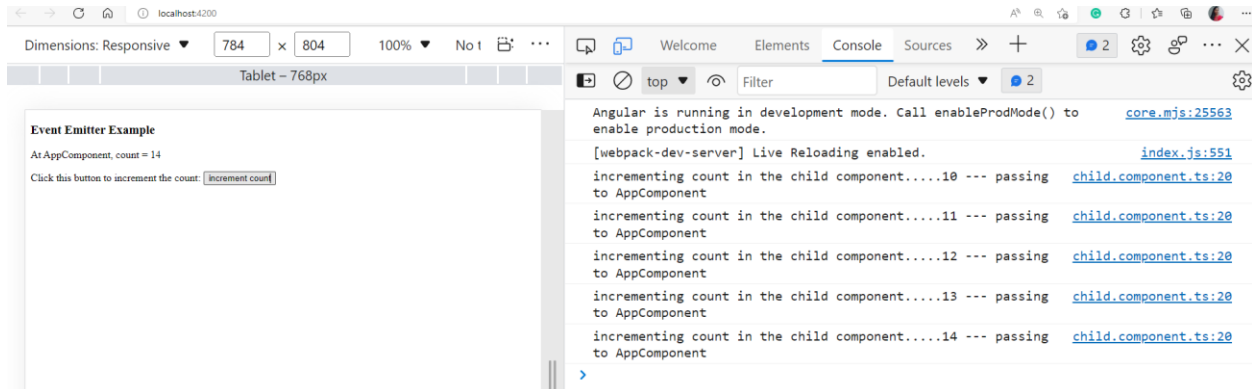 localhost:4200
Dimensions: Responsive ▼ 784 x 804 100% ▼ No t
Tablet – 768px
Event Emitter Example
At AppComponent, count = 14
Click this button to increment the count: increment count
Welcome Elements Console Sources » + 2
top ▼ Filter Default levels ▼ 2
Angular is running in development mode. Call enableProdMode() to core.mjs:25563
enable production mode.
[webpack-dev-server] Live Reloading enabled. index.js:551
incrementing count in the child component.....10 --- passing child.component.ts:20
to AppComponent
incrementing count in the child component.....11 --- passing child.component.ts:20
to AppComponent
incrementing count in the child component.....12 --- passing child.component.ts:20
to AppComponent
incrementing count in the child component.....13 --- passing child.component.ts:20
to AppComponent
incrementing count in the child component.....14 --- passing child.component.ts:20
to AppComponent